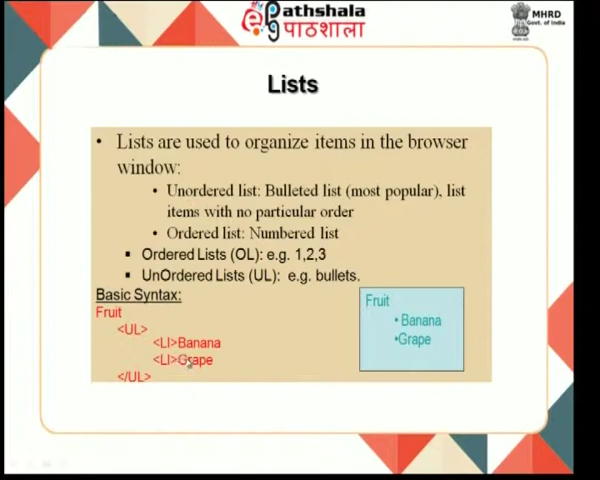 Pathshala
पाठशाला
MHRD
Govt. of India
Lists
• Lists are used to organize items in the browser
window:
• Unordered list: Bulleted list (most popular), list
items with no particular order
• Ordered list: Numbered list
▪ Ordered Lists (OL): e.g. 1,2,3
▪ UnOrdered Lists (UL): e.g. bullets.
Basic Syntax:
Fruit
<UL>
<LI>Banana
<LI>Grape
</UL>
Fruit
• Banana
•Grape